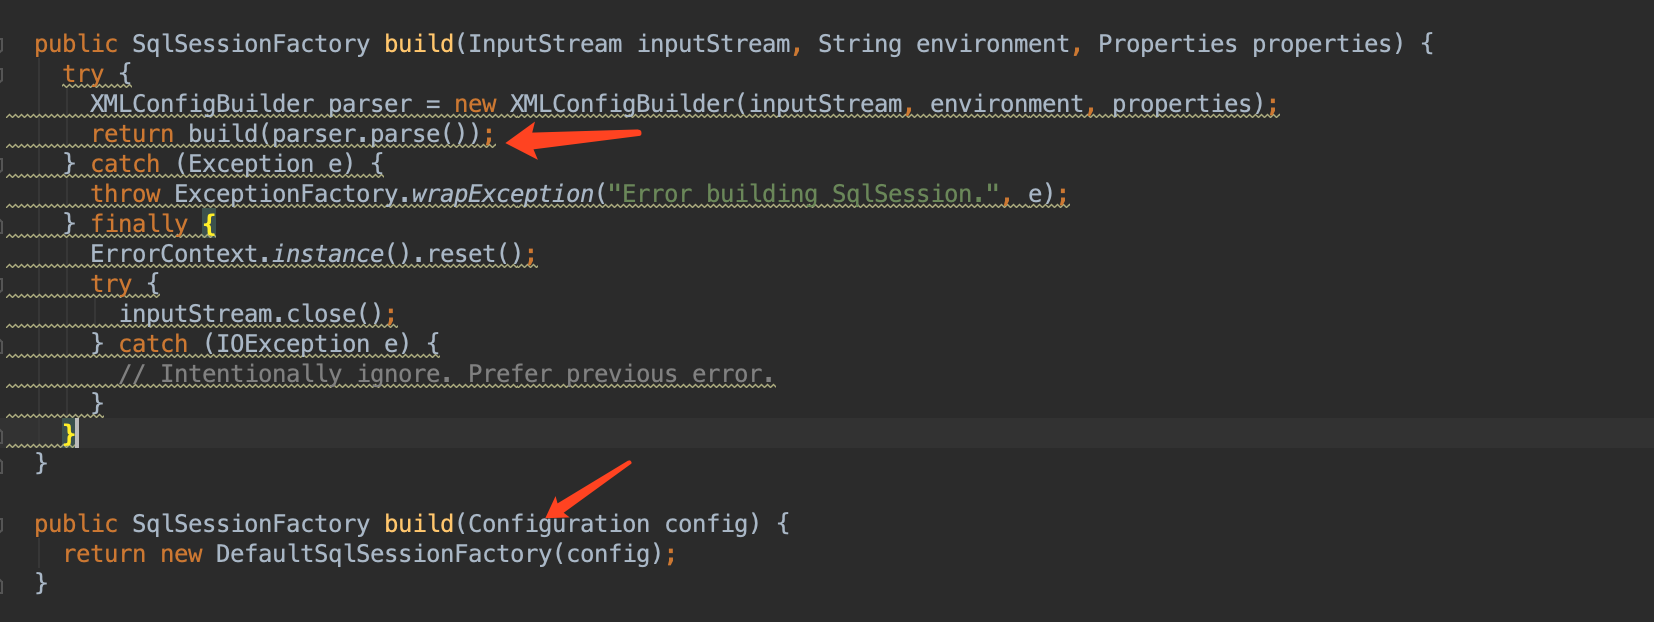 public SqlSessionFactory build(InputStream inputStream, String environment, Properties properties) {
try {
XMLConfigBuilder parser = new XMLConfigBuilder(inputStream, environment, properties);
return build(parser.parse());
} catch (Exception e) {
throw ExceptionFactory.wrapException("Error building SqlSession.", e);
} finally {
ErrorContext.instance().reset();
try {
inputStream.close();
} catch (IOException e) {
// Intentionally ignore. Prefer previous error.
}
}
}
public SqlSessionFactory build(Configuration config) {
return new DefaultSqlSessionFactory(config);
}